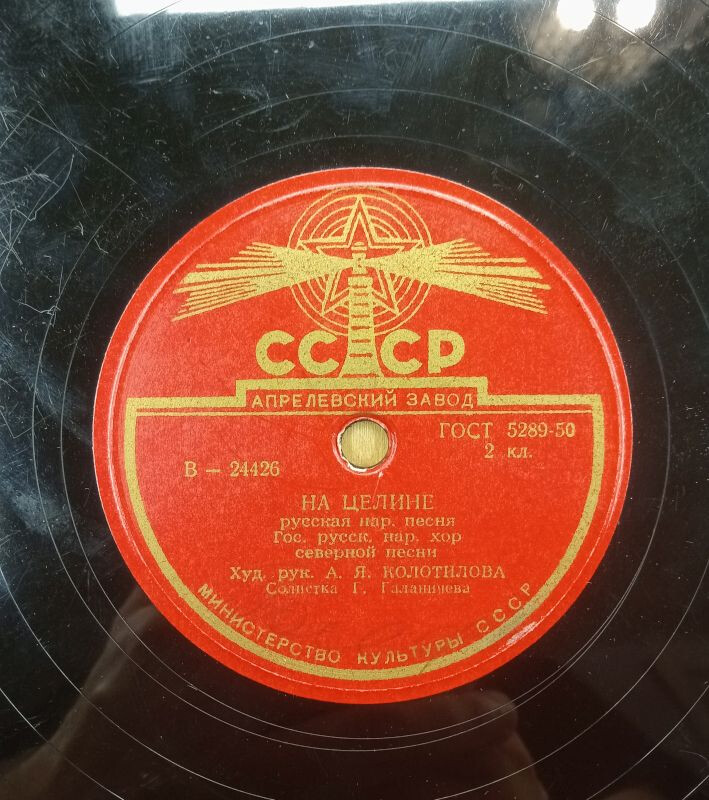 СССР
АПРЕЛЕВСКИЙ ЗАВОД
ГОСТ 5289-50
2 кл.
В — 24426
НА ЦЕЛИНЕ
русская нар. песня
Гос. русск. нар. хор
северной песни
Худ. рук. А. Я. КОЛОТИЛОВА
Солистка Г. Галаничева
МИНИСТЕРСТВО КУЛЬТУРЫ СССР